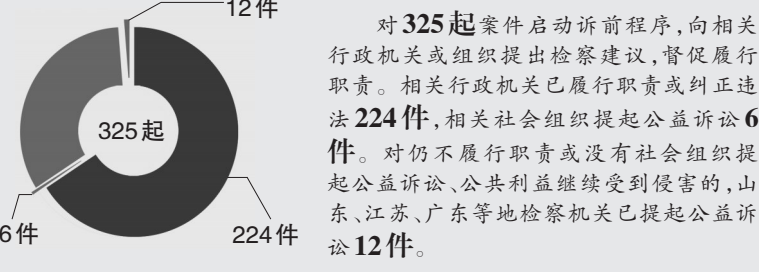 12件
325起
6件
224件
对325起案件启动诉前程序,向相关
行政机关或组织提出检察建议,督促履行
职责。相关行政机关已履行职责或纠正违
法224件,相关社会组织提起公益诉讼6
件。对仍不履行职责或没有社会组织提
起公益诉讼、公共利益继续受到侵害的,山
东、江苏、广东等地检察机关已提起公益诉
讼12件。